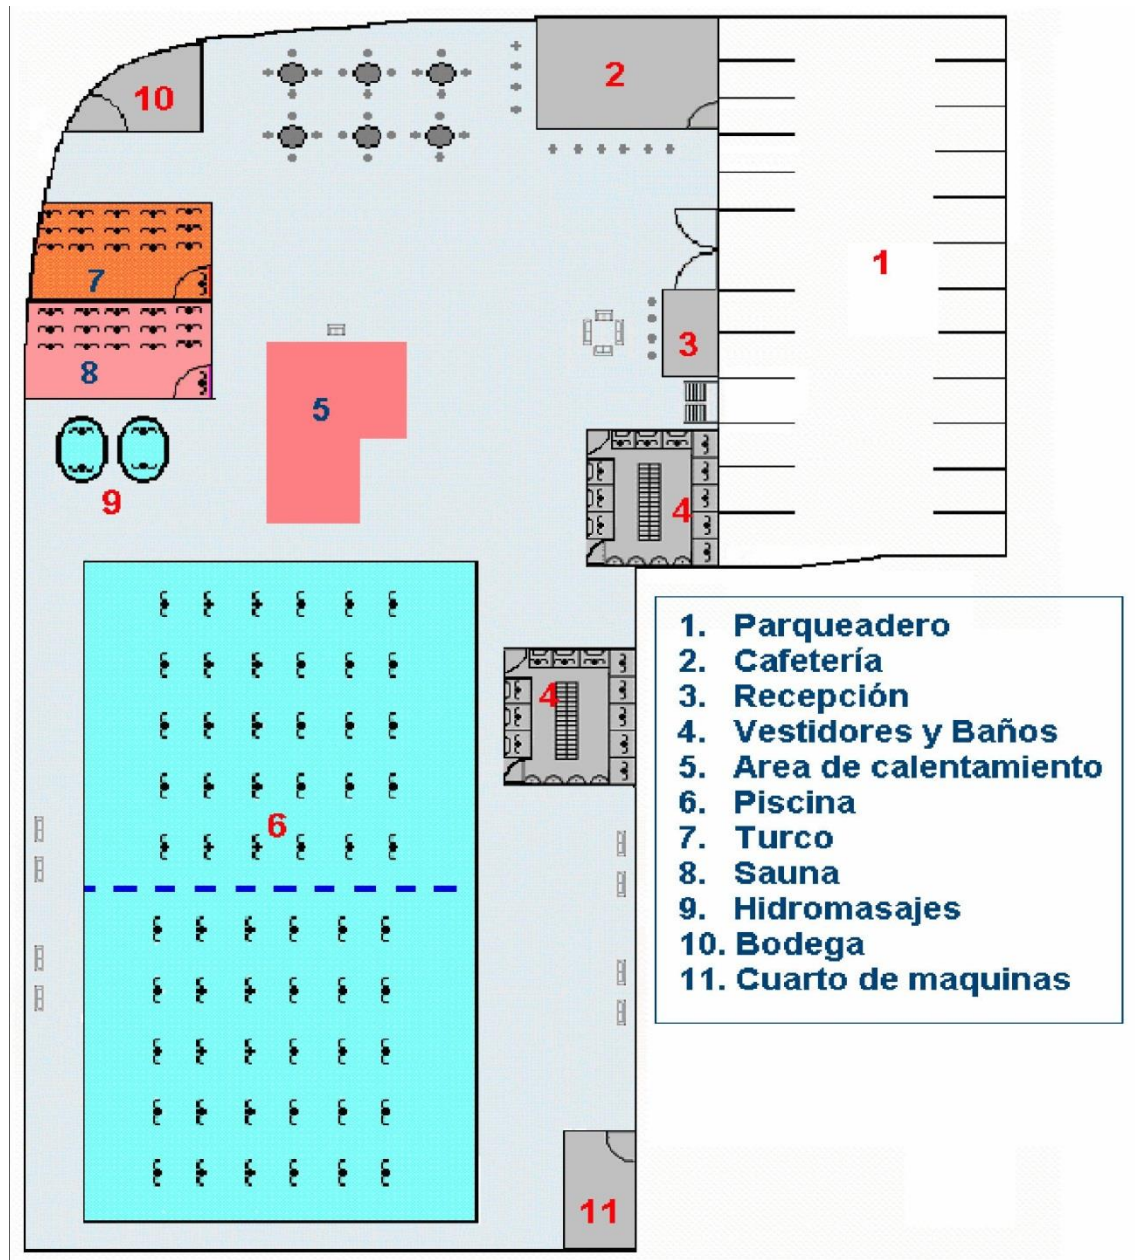 10
2
1
7
3
8
5
9
4
4
6
11
1. Parqueadero
2. Cafetería
3. Recepción
4. Vestidores y Baños
5. Area de calentamiento
6. Piscina
7. Turco
8. Sauna
9. Hidromasajes
10. Bodega
11. Cuarto de maquinas